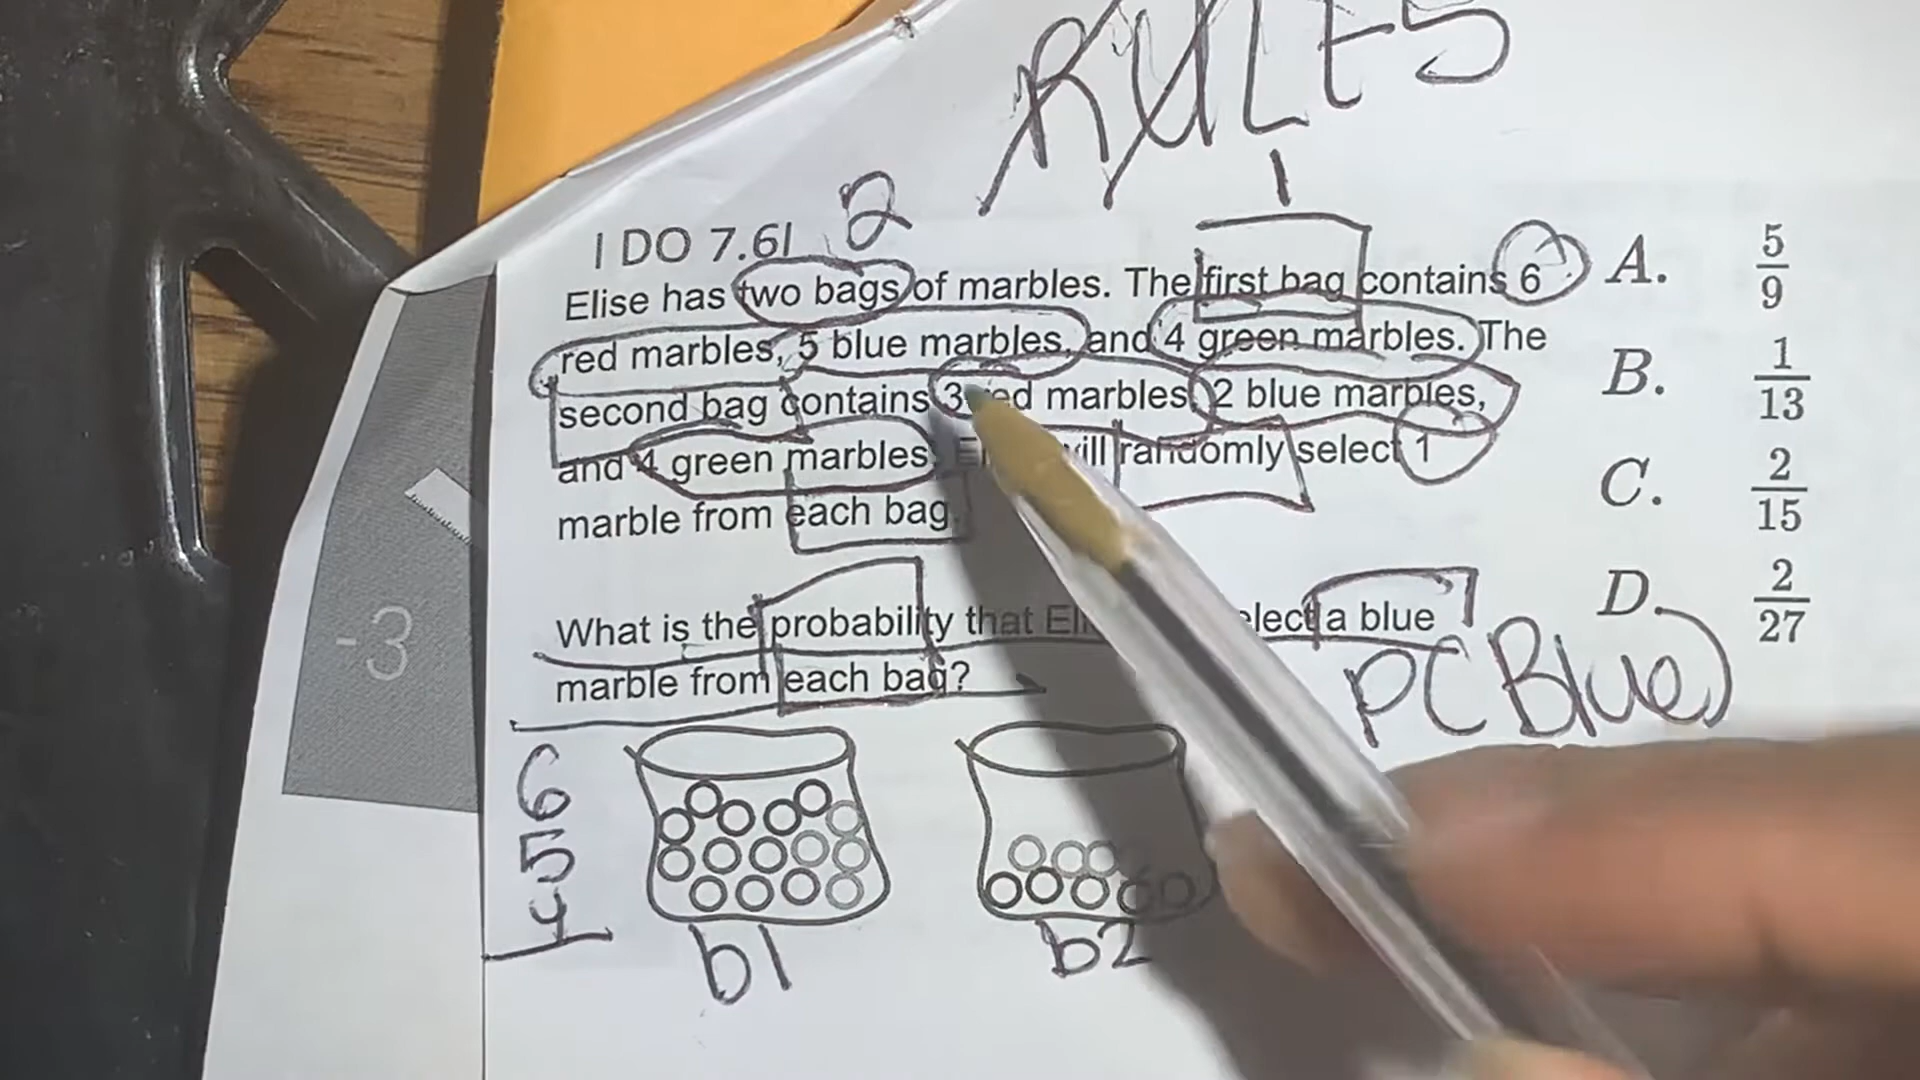 RULES
2
1
I DO 7.6I
Elise has two bags of marbles. The first bag contains 6
red marbles, 5 blue marbles, and 4 green marbles. The
second bag contains 3 red marbles, 2 blue marbles,
and 4 green marbles. will randomly select 1
marble from each bag.
What is the probability that a blue
marble from each bag?
A. 5/9
B. 1/13
C. 2/15
D. 2/27
P(Blue)
-3
6
5
4
b1
b2